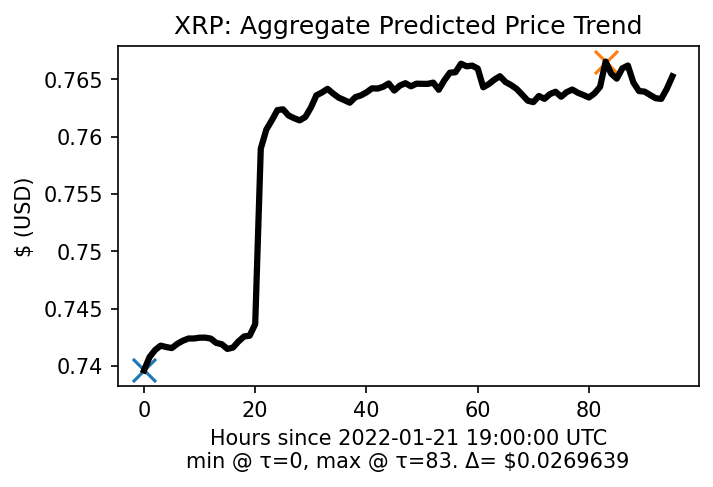 XRP: Aggregate Predicted Price Trend
$ (USD)
0.765
0.76
0.755
0.75
0.745
0.74
0
20
40
60
80
Hours since 2022-01-21 19:00:00 UTC
min @ τ=0, max @ τ=83. Δ= $0.0269639